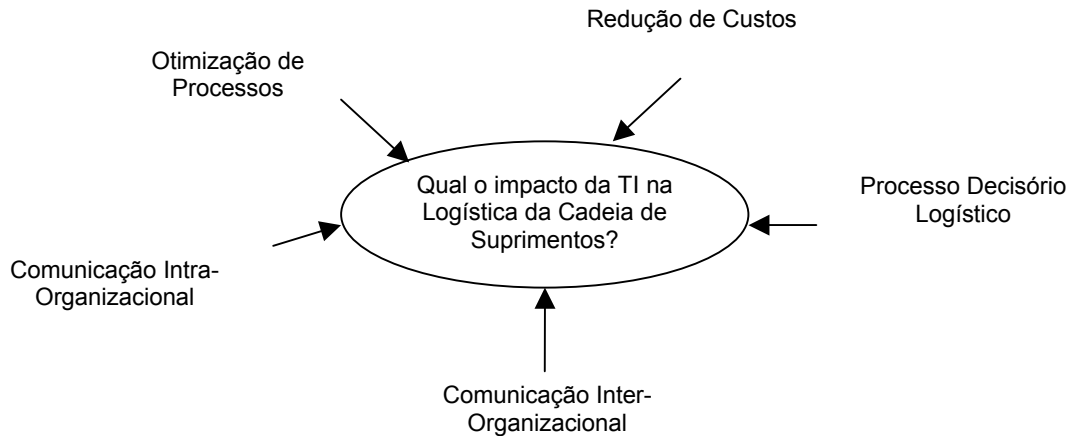 Redução de Custos
Otimização de
Processos
Qual o impacto da TI na
Logística da Cadeia de
Suprimentos?
Processo Decisório
Logístico
Comunicação Intra-
Organizacional
Comunicação Inter-
Organizacional